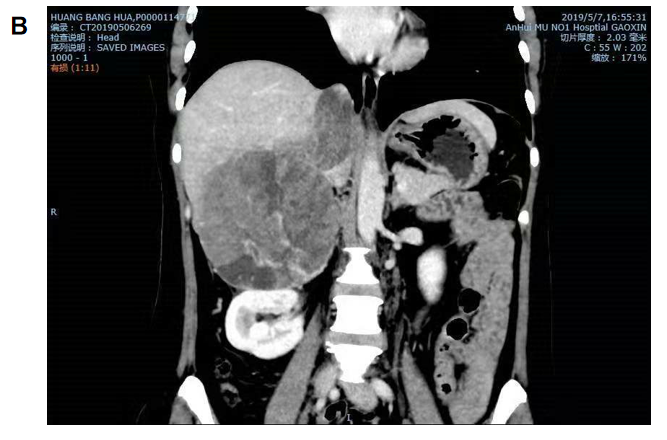 B
HUANG BANG HUA,P0000114773
编录： CT20190506269
检查说明： Head
序列说明： SAVED IMAGES
1000 - 1
有损 (1:11)
2019/5/7,16:55:31
AnHui MU NO1 Hosptial GAOXIN
切片厚度： 2.03 毫米
C : 55 W : 202
缩放： 171%
R